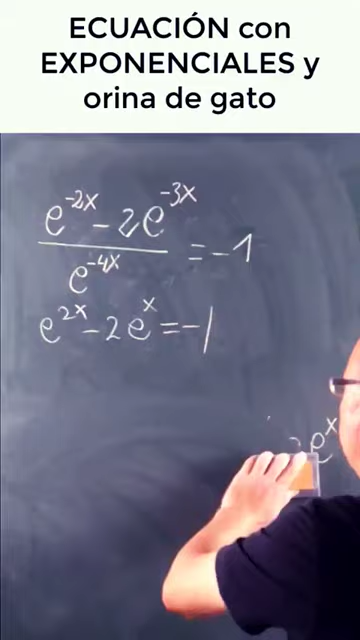 ECUACIÓN con
EXPONENCIALES y
orina de gato
e^{-2x} - 2e^{-3x}
/ e^{-4x} = -1
e^{2x} - 2e^{x} = -1
e^{x}